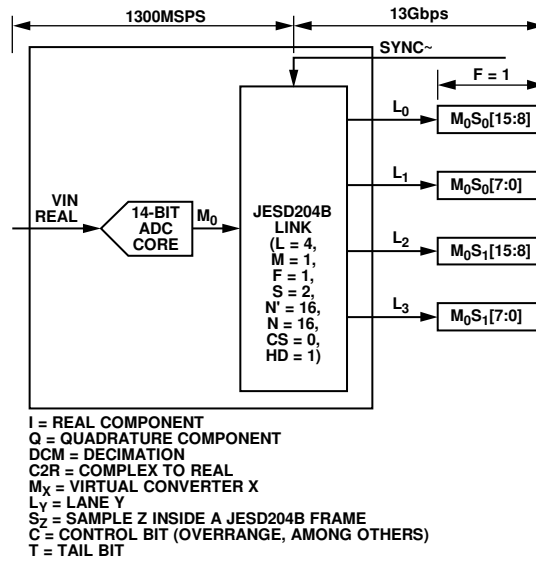 1300MSPS
13Gbps
SYNC~
F = 1
L0
M0S0[15:8]
L1
M0S0[7:0]
VIN
REAL
14-BIT
ADC
CORE
M0
JESD204B
LINK
(L = 4,
M = 1,
F = 1,
S = 2,
N' = 16,
N = 16,
CS = 0,
HD = 1)
L2
M0S1[15:8]
L3
M0S1[7:0]
I = REAL COMPONENT
Q = QUADRATURE COMPONENT
DCM = DECIMATION
C2R = COMPLEX TO REAL
MX = VIRTUAL CONVERTER X
LY = LANE Y
SZ = SAMPLE Z INSIDE A JESD204B FRAME
C = CONTROL BIT (OVERRANGE, AMONG OTHERS)
T = TAIL BIT